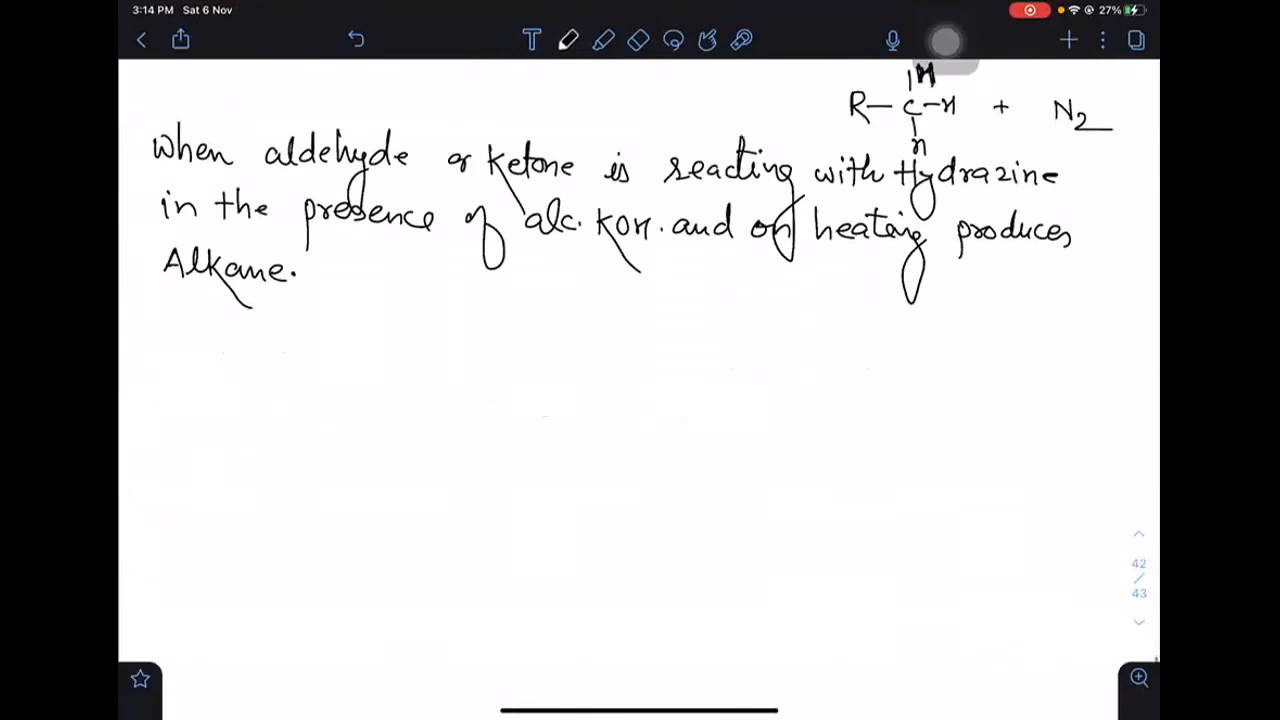 3:14 PM Sat 6 Nov
27%
H
R-C-H + N2
H
When aldehyde or Ketone is reacting with Hydrazine
in the presence of alc. KOH. and on heating produces
Alkane.
42
/
43